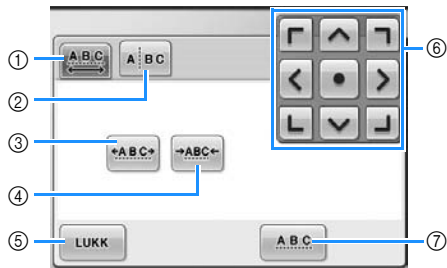 ① ABC A BC ⑥
②
③ ABC ABC
④
⑤ LUKK ABC ⑦